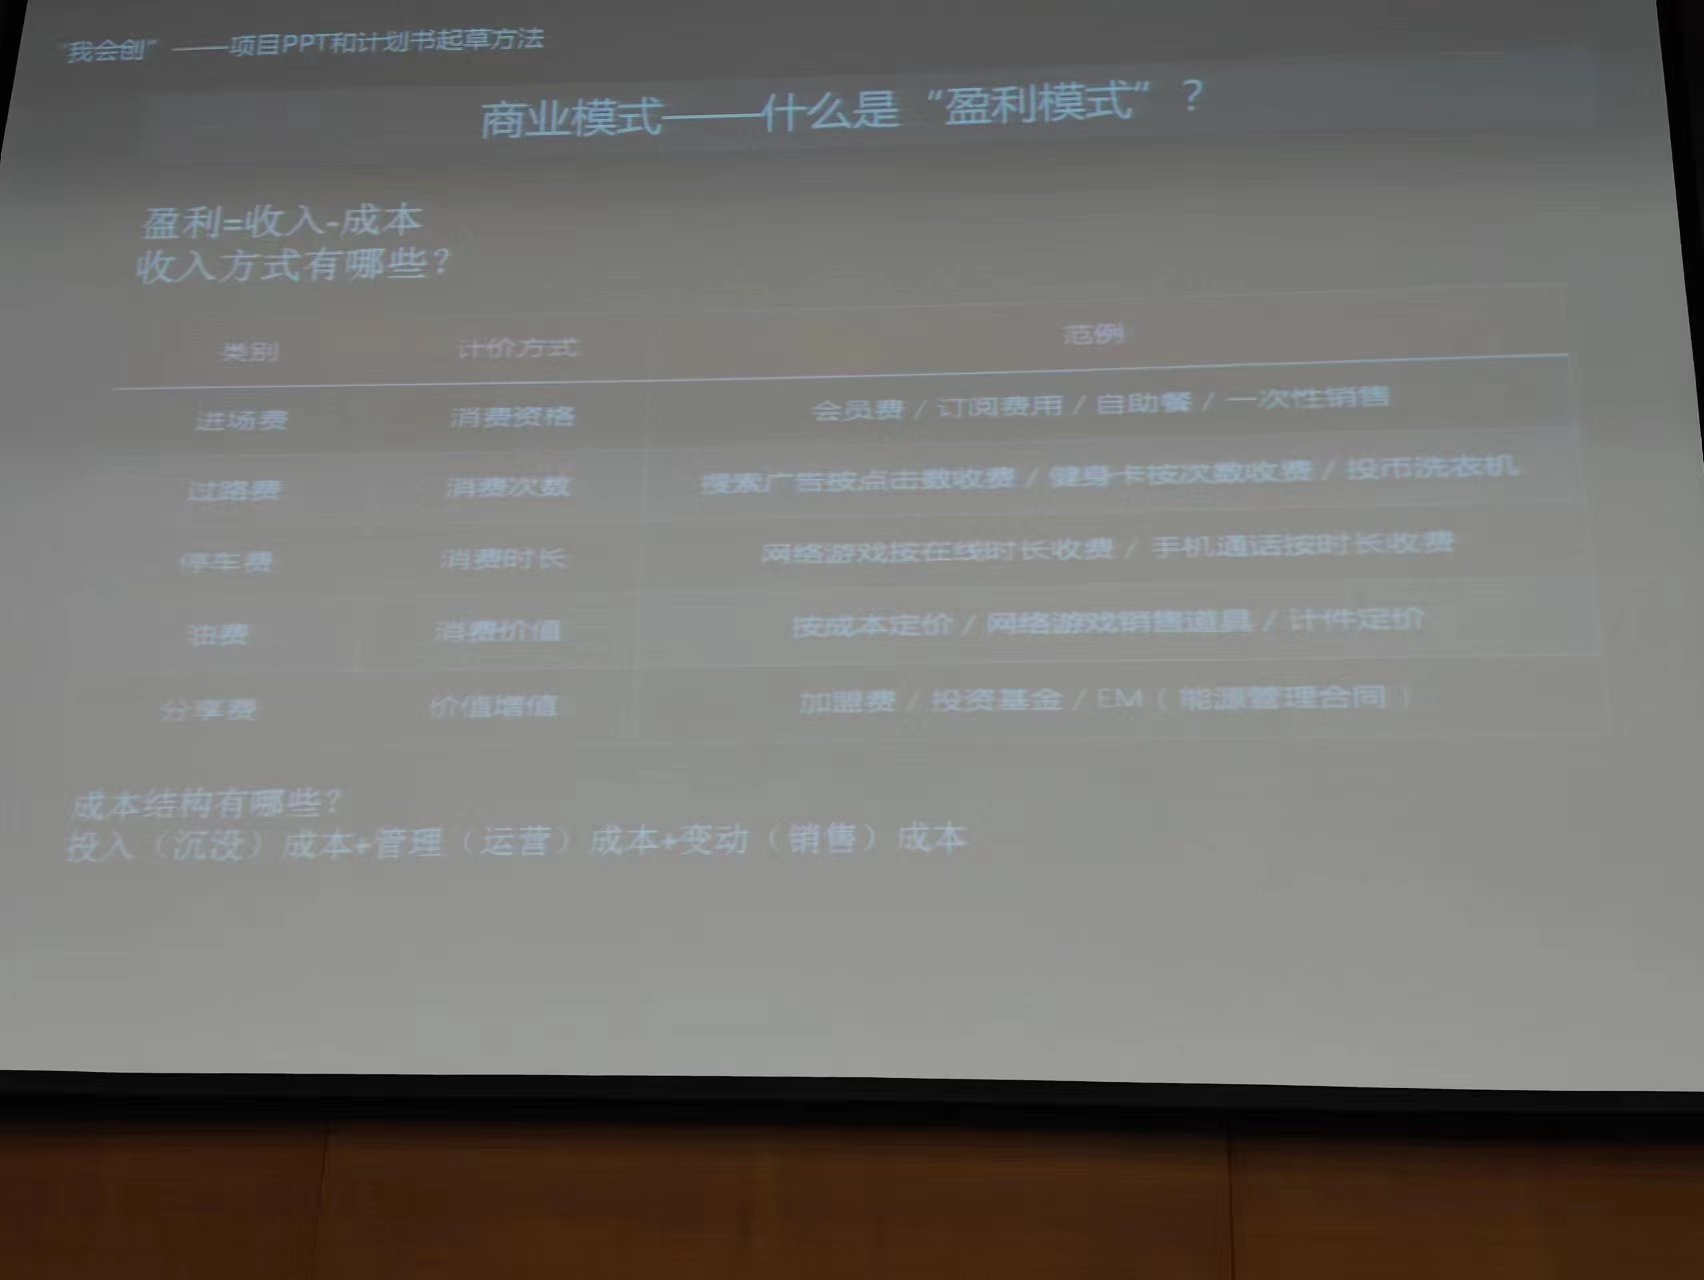 “我会创”——项目PPT和计划书起草方法
商业模式——什么是“盈利模式”？
盈利=收入-成本
收入方式有哪些？
类别 计价方式 范例
进场费 消费资格 会员费 / 订阅费用 / 自助餐 / 一次性销售
过路费 消费次数 搜索广告按点击数收费 / 健身卡按次数收费 / 投币洗衣机
停车费 消费时长 网络游戏按在线时长收费 / 手机通话按时长收费
油费 消费价值 按成本定价 / 网络游戏销售道具 / 计件定价
分享费 价值增值 加盟费 / 投资基金 / EM（能源管理合同）
成本结构有哪些？
投入（沉没）成本+管理（运营）成本+变动（销售）成本